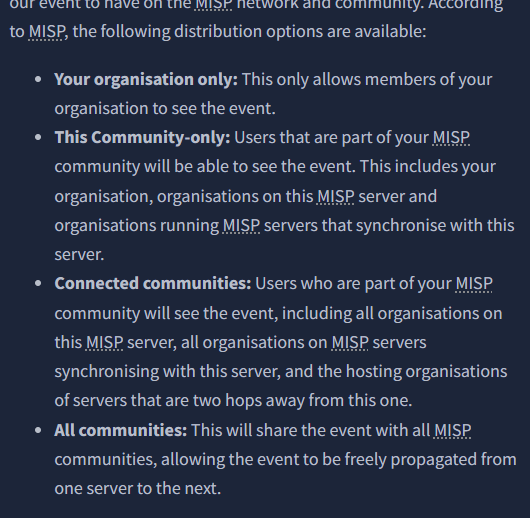 our event to have on the MISP network and community. According
to MISP, the following distribution options are available:
• Your organisation only: This only allows members of your
organisation to see the event.
• This Community-only: Users that are part of your MISP
community will be able to see the event. This includes your
organisation, organisations on this MISP server and
organisations running MISP servers that synchronise with this
server.
• Connected communities: Users who are part of your MISP
community will see the event, including all organisations on
this MISP server, all organisations on MISP servers
synchronising with this server, and the hosting organisations
of servers that are two hops away from this one.
• All communities: This will share the event with all MISP
communities, allowing the event to be freely propagated from
one server to the next.